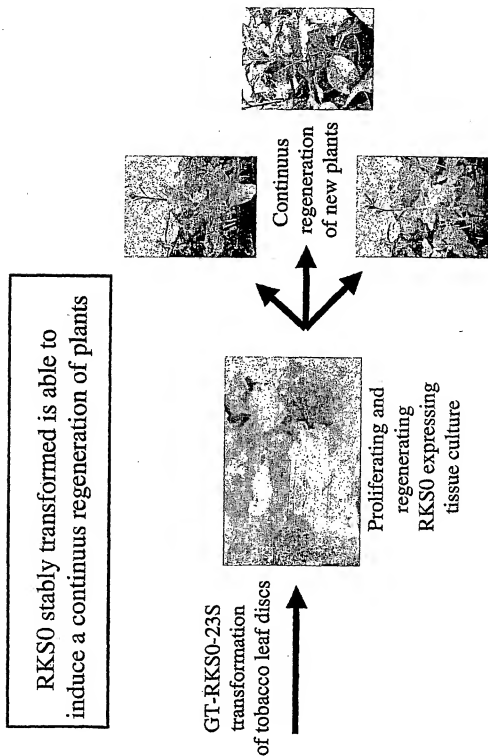 RKS0 stably transformed is able to
induce a continuous regeneration of plants
GT-RKS0-23S
transformation
of tobacco leaf discs
Proliferating and
regenerating
RKS0 expressing
tissue culture
Continuus
regeneration
of new plants